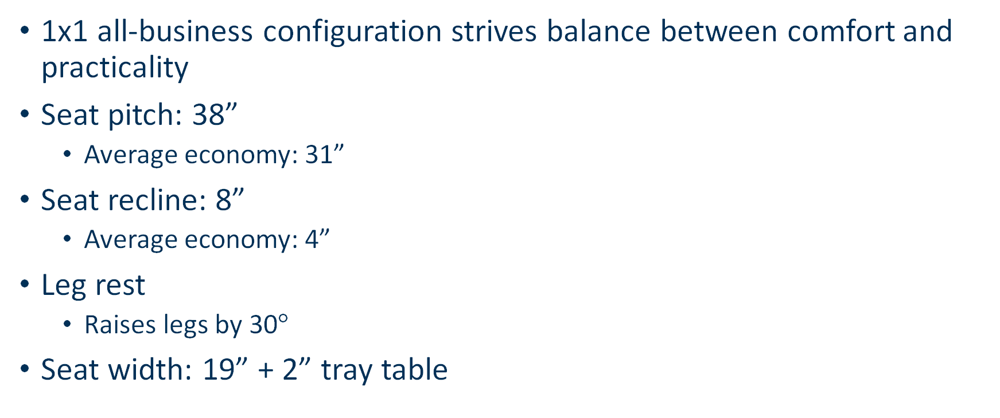 • 1x1 all-business configuration strives balance between comfort and
practicality
• Seat pitch: 38”
• Average economy: 31”
• Seat recline: 8”
• Average economy: 4”
• Leg rest
• Raises legs by 30°
• Seat width: 19” + 2” tray table